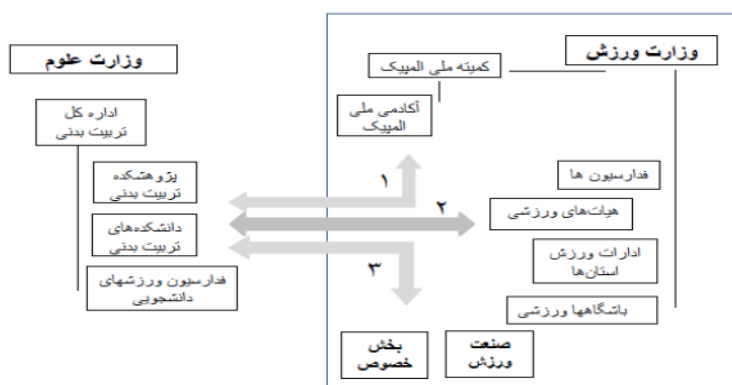 وزارت ورزش
کمیته ملی المپیک
آکادمی ملی
المپیک
فدارسیون ها
هیات‌های ورزشی
ادارات ورزش
استان‌ها
باشگاهها ورزشی
صنعت
ورزش
بخش
خصوص
۱
۲
۳
وزارت علوم
اداره کل
تربیت بدنی
پژوهشکده
تربیت بدنی
دانشکده‌های
تربیت بدنی
فدارسیون ورزشهای
دانشجویی